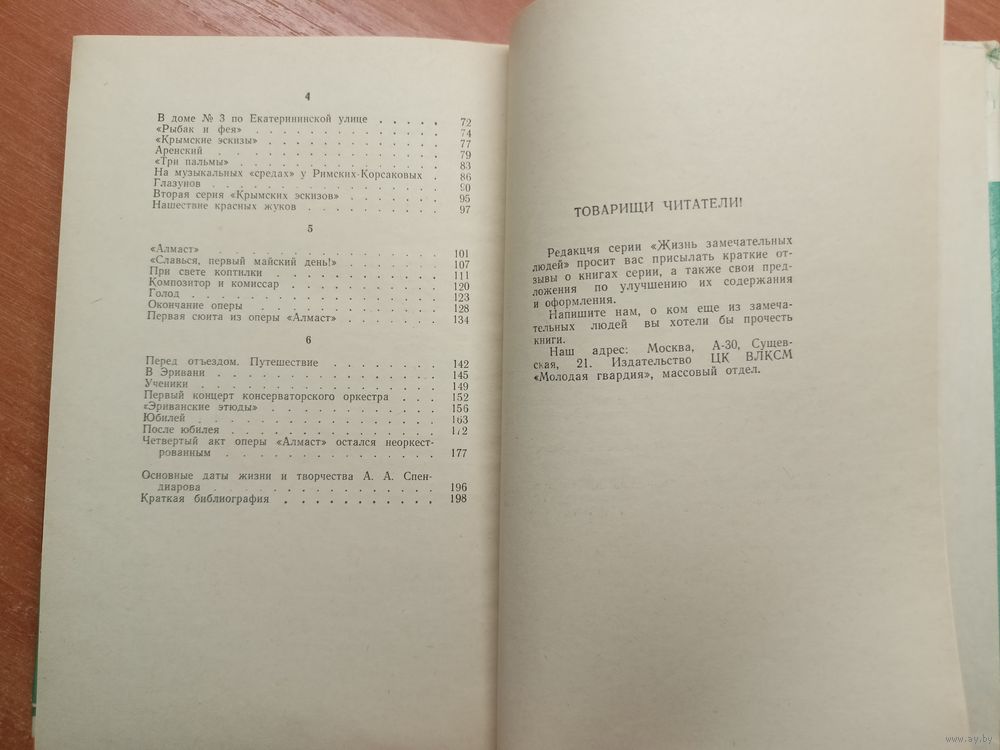 4
В доме № 3 по Екатерининской улице . . . . . 72
«Рыбак и фея» . . . . . . . . . . . . . 74
«Крымские эскизы» . . . . . . . . . . . . 77
Аренский . . . . . . . . . . . . . . . 79
«Три пальмы» . . . . . . . . . . . . . 83
На музыкальных «средах» у Римских-Корсаковых . 86
Глазунов . . . . . . . . . . . . . . . 90
Вторая серия «Крымских эскизов» . . . . . . . 95
Нашествие красных жуков . . . . . . . . . 97
5
«Алмаст» . . . . . . . . . . . . . . . 101
«Славься, первый майский день!» . . . . . . . 107
При свете коптилки . . . . . . . . . . . . 111
Композитор и комиссар . . . . . . . . . . 120
Голод . . . . . . . . . . . . . . . . 123
Окончание оперы . . . . . . . . . . . . 128
Первая сюита из оперы «Алмаст» . . . . . . . 134
6
Перед отъездом. Путешествие . . . . . . . . 142
В Эривани . . . . . . . . . . . . . . 145
Ученики . . . . . . . . . . . . . . . 149
Первый концерт консерваторского оркестра . . . 152
«Эриванские этюды» . . . . . . . . . . . . 156
Юбилей . . . . . . . . . . . . . . . 163
После юбилея . . . . . . . . . . . . . 172
Четвертый акт оперы «Алмаст» остался неоркест-
рованным . . . . . . . . . . . . . 177
Основные даты жизни и творчества А. А. Спен-
диарова . . . . . . . . . . . . . . 196
Краткая библиография . . . . . . . . . . 198
ТОВАРИЩИ ЧИТАТЕЛИ!
Редакция серии «Жизнь замечательных
людей» просит вас присылать краткие от-
зывы о книгах серии, а также свои пред-
ложения по улучшению их содержания
и оформления.
Напишите нам, о ком еще из замеча-
тельных людей вы хотели бы прочесть
книги.
Наш адрес: Москва, А-30, Сущев-
ская, 21. Издательство ЦК ВЛКСМ
«Молодая гвардия», массовый отдел.
www.ay.by